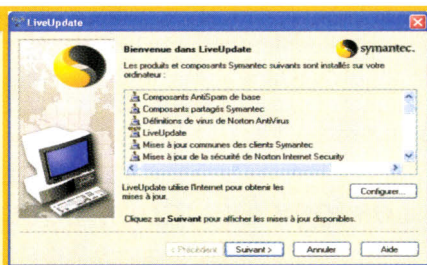 LiveUpdate
Bienvenue dans LiveUpdate
symantec.
Les produits et composants Symantec suivants sont installés sur votre
ordinateur :
Composants AntiSpam de base
Composants partagés Symantec
Définitions de virus de Norton AntiVirus
LiveUpdate
Mises à jour communes des clients Symantec
Mises à jour de la sécurité de Norton Internet Security
LiveUpdate utilise l'Internet pour obtenir les
mises à jour.
Configurer...
Cliquez sur Suivant pour afficher les mises à jour disponibles.
< Précédent
Suivant >
Annuler
Aide